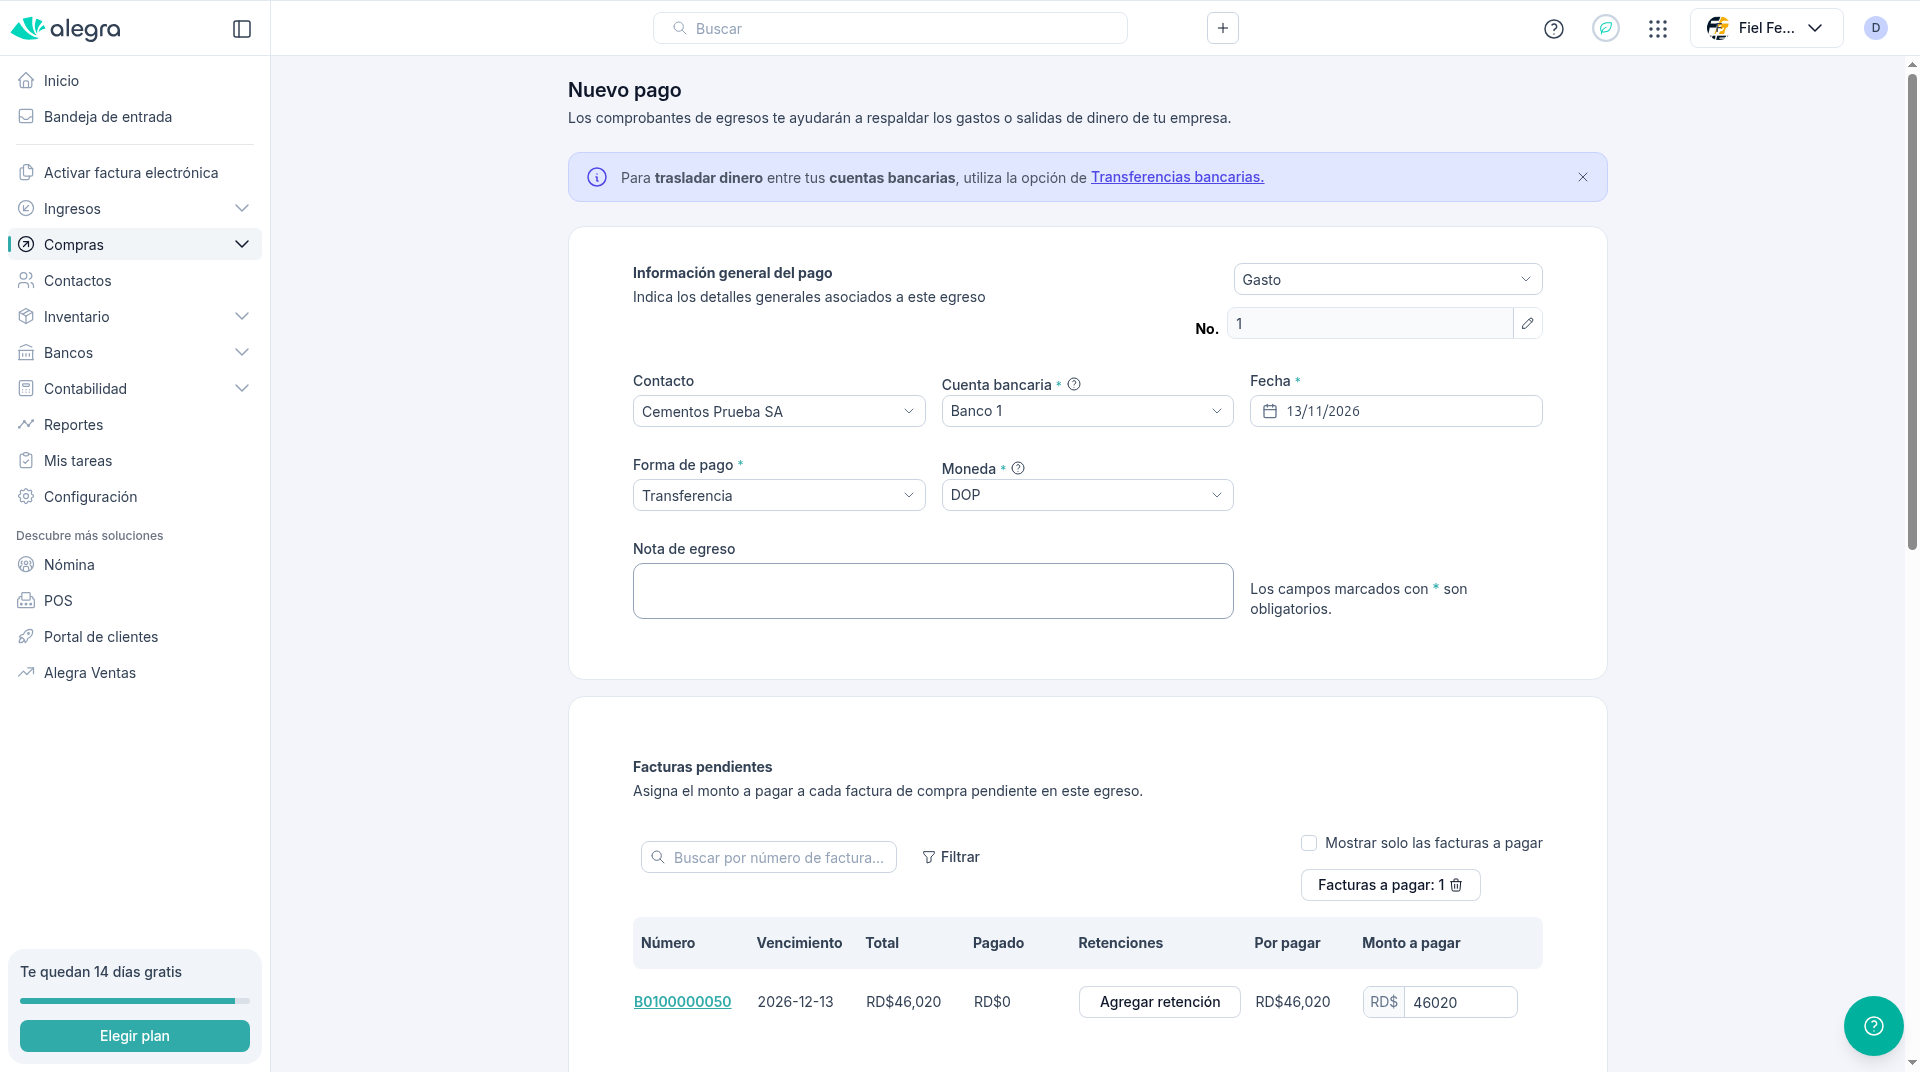 alegra
Buscar
Fiel Fe...
D
Inicio
Bandeja de entrada
Activar factura electrónica
Ingresos
Compras
Contactos
Inventario
Bancos
Contabilidad
Reportes
Mis tareas
Configuración
Descubre más soluciones
Nómina
POS
Portal de clientes
Alegra Ventas
Te quedan 14 días gratis
Elegir plan
Nuevo pago
Los comprobantes de egresos te ayudarán a respaldar los gastos o salidas de dinero de tu empresa.
Para trasladar dinero entre tus cuentas bancarias, utiliza la opción de Transferencias bancarias.
Información general del pago
Indica los detalles generales asociados a este egreso
Gasto
No. 1
Contacto
Cuenta bancaria *
Fecha *
Cementos Prueba SA
Banco 1
13/11/2026
Forma de pago *
Moneda *
Transferencia
DOP
Nota de egreso
Los campos marcados con * son
obligatorios.
Facturas pendientes
Asigna el monto a pagar a cada factura de compra pendiente en este egreso.
Buscar por número de factura...
Filtrar
Mostrar solo las facturas a pagar
Facturas a pagar: 1
Número Vencimiento Total Pagado Retenciones Por pagar Monto a pagar
B0100000050 2026-12-13 RD$46,020 RD$0 Agregar retención RD$46,020 RD$ 46020